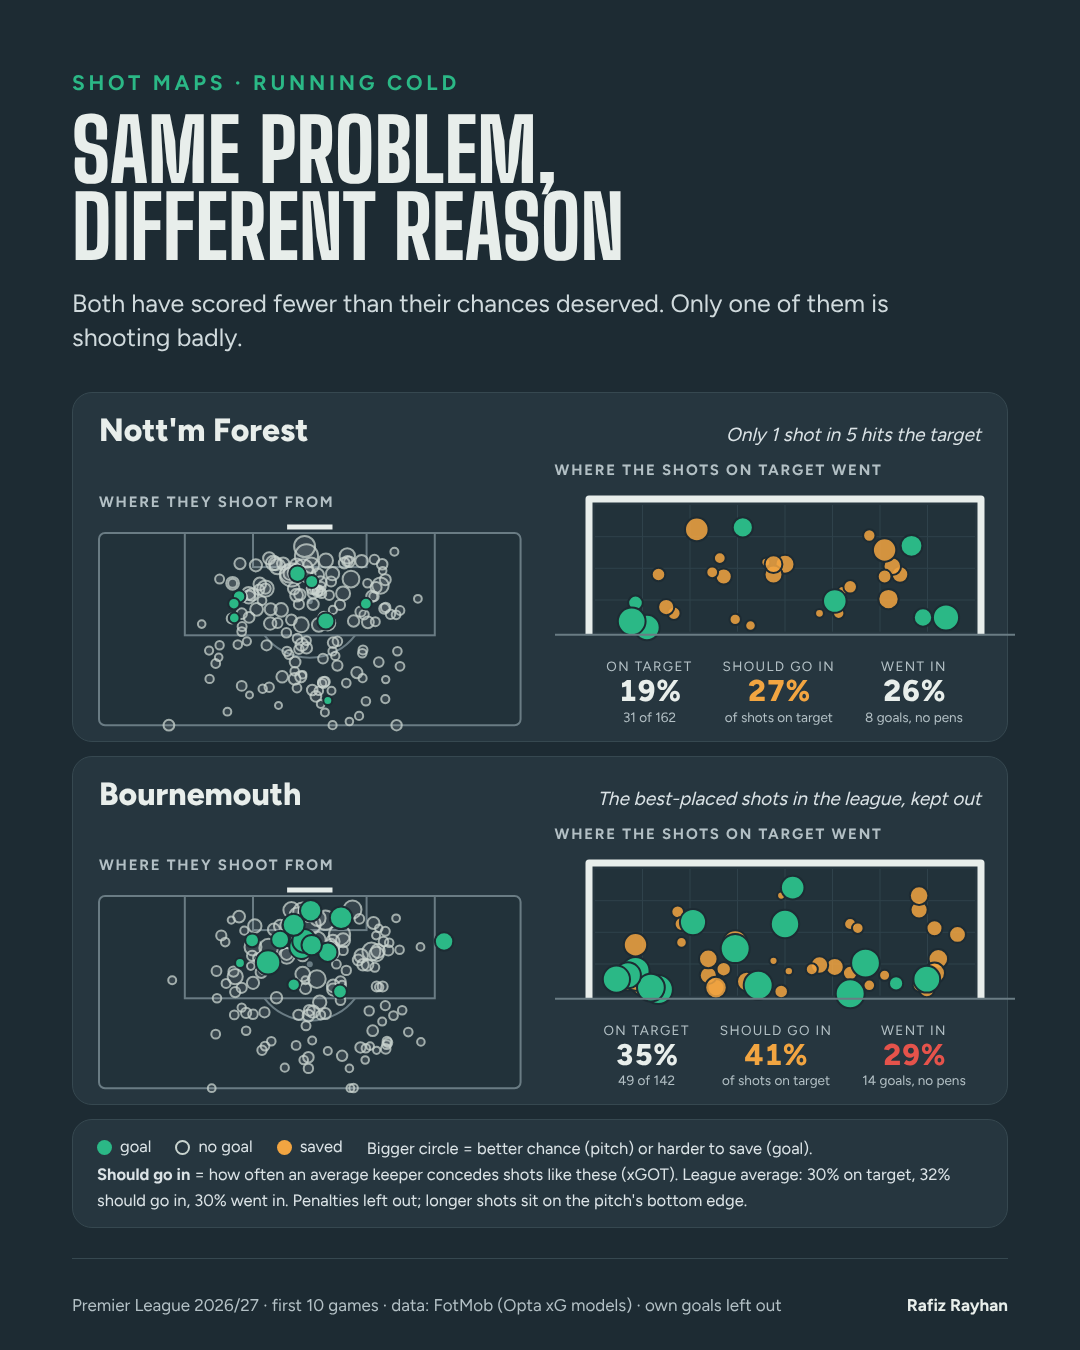 SHOT MAPS · RUNNING COLD
SAME PROBLEM,
DIFFERENT REASON
Both have scored fewer than their chances deserved. Only one of them is
shooting badly.
Nott'm Forest
Only 1 shot in 5 hits the target
WHERE THEY SHOOT FROM
WHERE THE SHOTS ON TARGET WENT
ON TARGET
19%
31 of 162
SHOULD GO IN
27%
of shots on target
WENT IN
26%
8 goals, no pens
Bournemouth
The best-placed shots in the league, kept out
WHERE THEY SHOOT FROM
WHERE THE SHOTS ON TARGET WENT
ON TARGET
35%
49 of 142
SHOULD GO IN
41%
of shots on target
WENT IN
29%
14 goals, no pens
goal no goal saved Bigger circle = better chance (pitch) or harder to save (goal).
Should go in = how often an average keeper concedes shots like these (xGOT). League average: 30% on target, 32%
should go in, 30% went in. Penalties left out; longer shots sit on the pitch's bottom edge.
Premier League 2026/27 · first 10 games · data: FotMob (Opta xG models) · own goals left out
Rafiz Rayhan